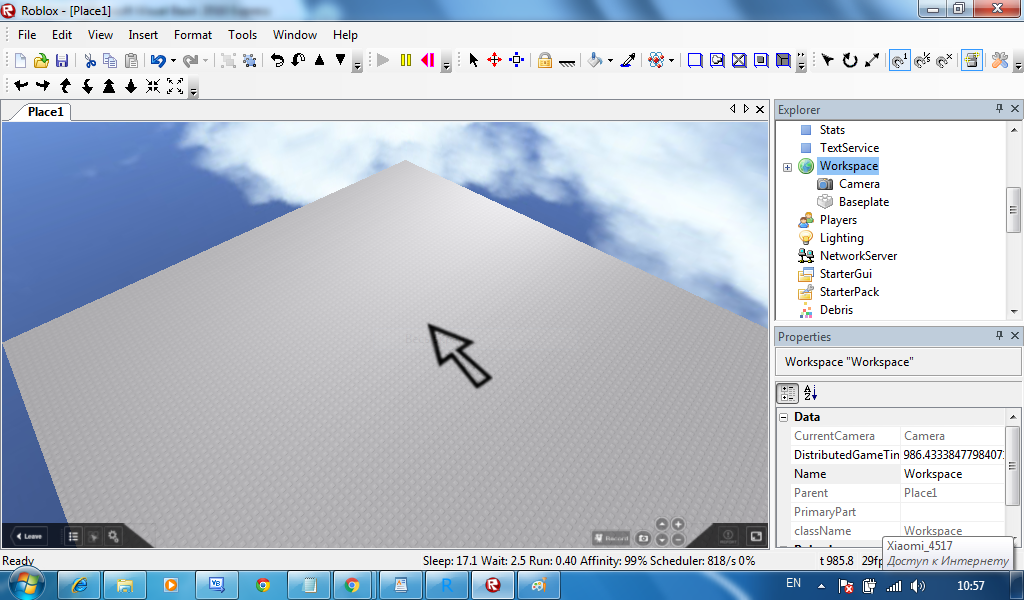 Roblox - [Place1]
File Edit View Insert Format Tools Window Help
Place1
Explorer
Stats
TextService
Workspace
Camera
Baseplate
Players
Lighting
NetworkServer
StarterGui
StarterPack
Debris
Properties
Workspace "Workspace"
Data
CurrentCamera Camera
DistributedGameTim 986.4333847798407
Name Workspace
Parent Place1
PrimaryPart
className Workspace
Leave
Record
Ready
Sleep: 17.1 Wait: 2.5 Run: 0.40 Affinity: 99% Scheduler: 818/s 0%
t 985.8 29fp
Xiaomi_4517
Доступ к Интернету
EN
10:57